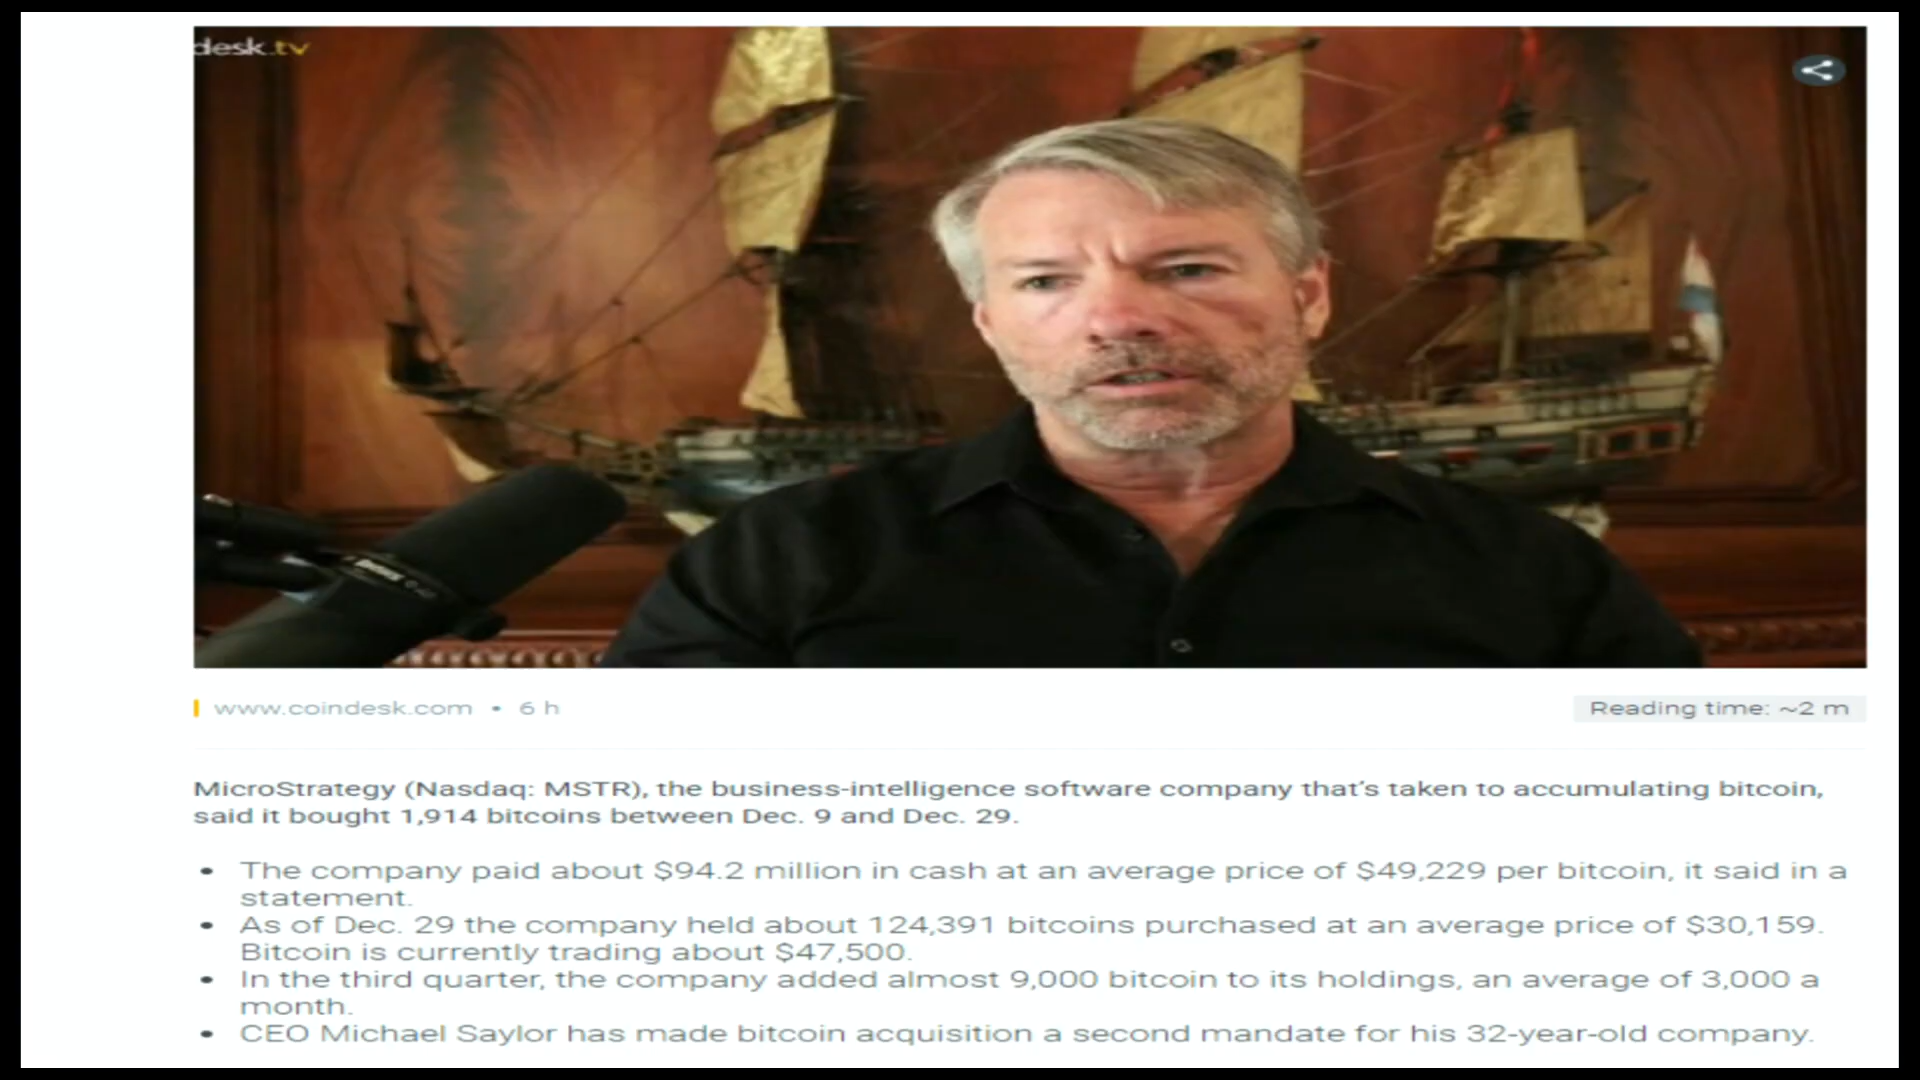 desk.tv
www.coindesk.com • 6 h
Reading time: ~2 m
MicroStrategy (Nasdaq: MSTR), the business-intelligence software company that's taken to accumulating bitcoin,
said it bought 1,914 bitcoins between Dec. 9 and Dec. 29.
• The company paid about $94.2 million in cash at an average price of $49,229 per bitcoin, it said in a
statement.
• As of Dec. 29 the company held about 124,391 bitcoins purchased at an average price of $30,159.
Bitcoin is currently trading about $47,500.
• In the third quarter, the company added almost 9,000 bitcoin to its holdings, an average of 3,000 a
month.
• CEO Michael Saylor has made bitcoin acquisition a second mandate for his 32-year-old company.